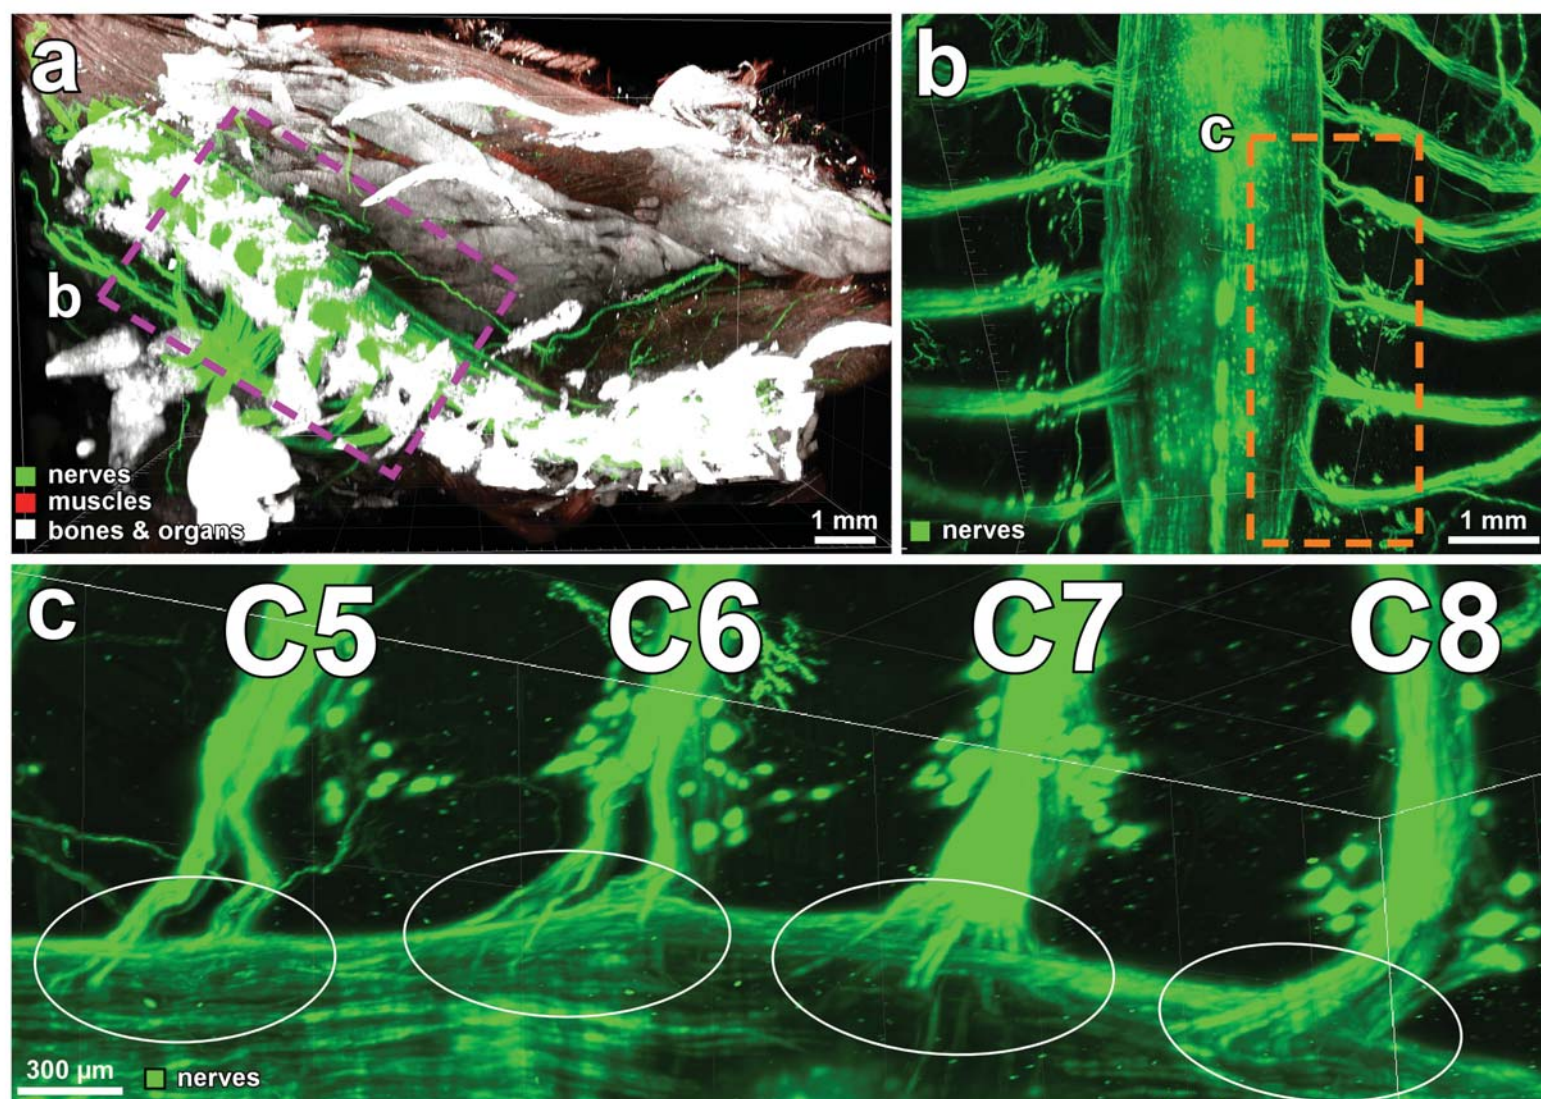 a
b
nerves
muscles
bones & organs
1 mm
b
c
nerves
1 mm
c
C5
C6
C7
C8
300 µm
nerves